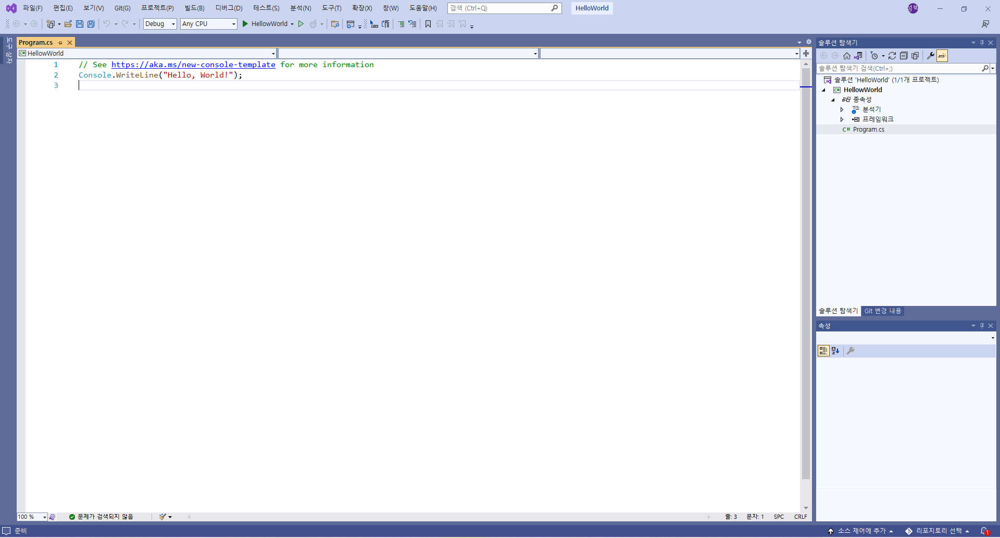 파일(F) 편집(E) 보기(V) Git(G) 프로젝트(P) 빌드(B) 디버그(D) 테스트(S) 분석(N) 도구(T) 확장(X) 창(W) 도움말(H) 검색 (Ctrl+Q) HelloWorld 성박
Debug Any CPU HellowWorld
도구 상자
Program.cs
HellowWorld
1 // See https://aka.ms/new-console-template for more information
2 Console.WriteLine("Hello, World!");
3
100 % 문제가 검색되지 않음 줄: 3 문자: 1 SPC CRLF
솔루션 탐색기
솔루션 탐색기 검색(Ctrl+;)
솔루션 'HelloWorld' (1/1개 프로젝트)
C# HellowWorld
종속성
분석기
프레임워크
C# Program.cs
솔루션 탐색기 Git 변경 내용
속성
준비 소스 제어에 추가 리포지토리 선택 1